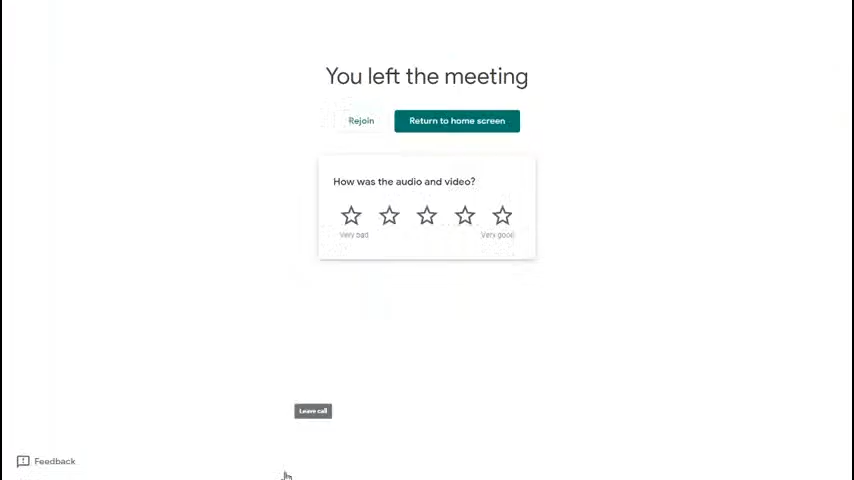 You left the meeting
Rejoin
Return to home screen
How was the audio and video?
Very bad
Very good
Leave call
Feedback